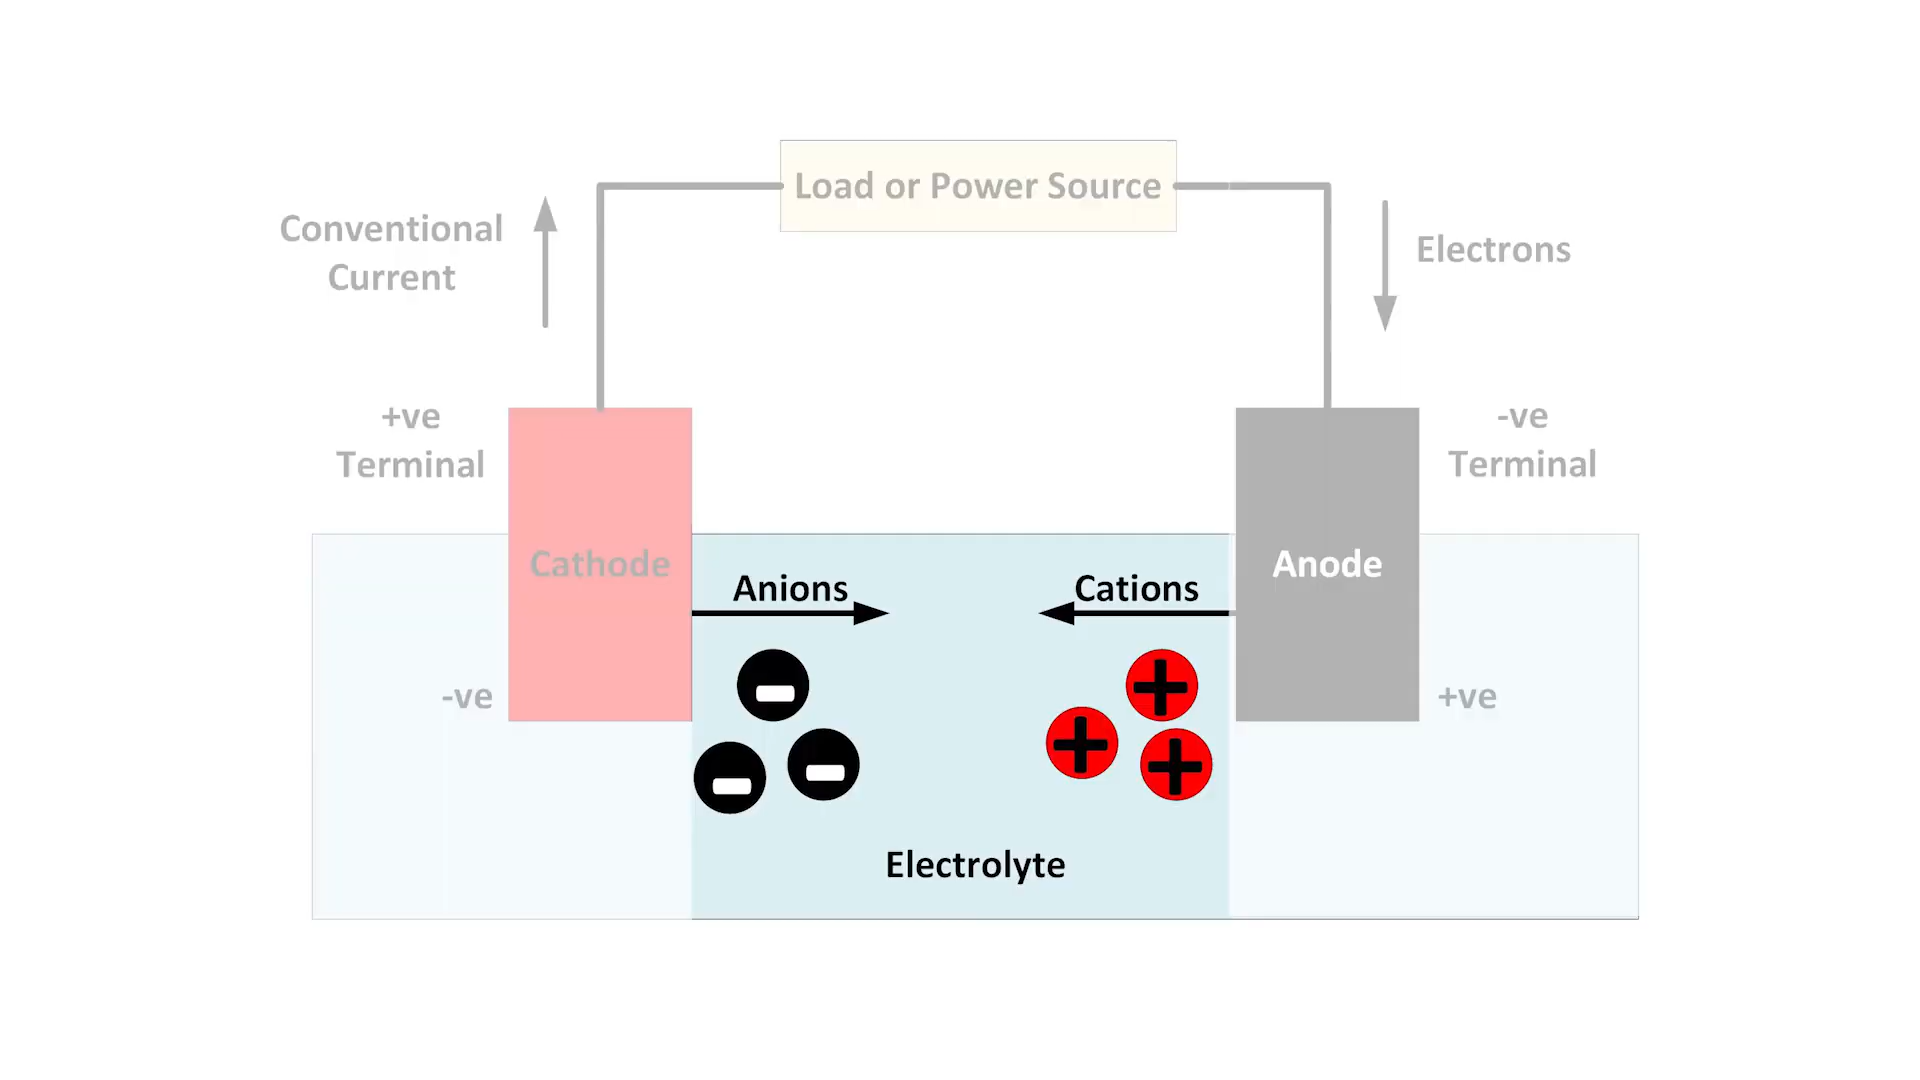 Load or Power Source
Conventional
Current
Electrons
+ve
Terminal
-ve
Terminal
Cathode
Anode
Anions
Cations
-ve
+ve
Electrolyte